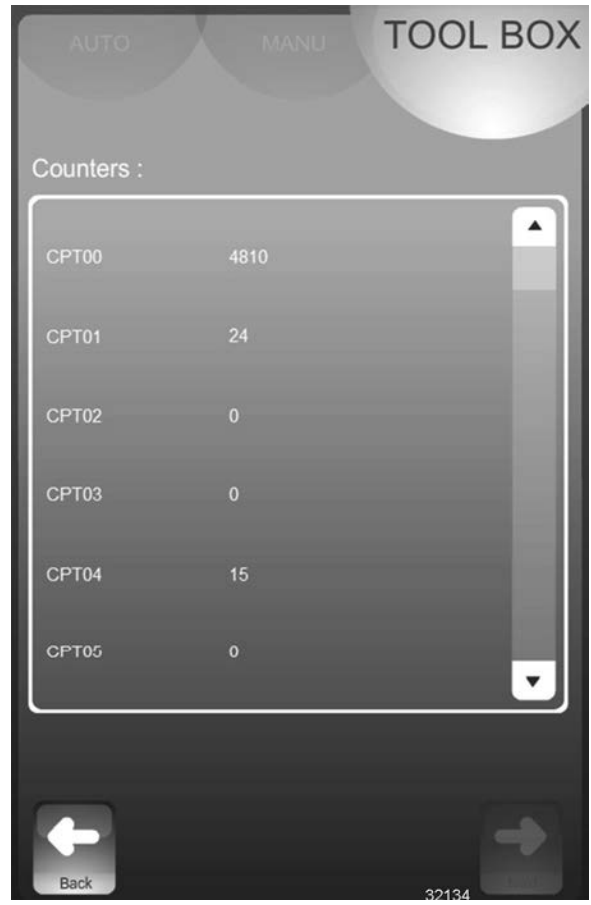 AUTO MANU TOOL BOX
Counters :
CPT00 4810
CPT01 24
CPT02 0
CPT03 0
CPT04 15
CPT05 0
Back
32134